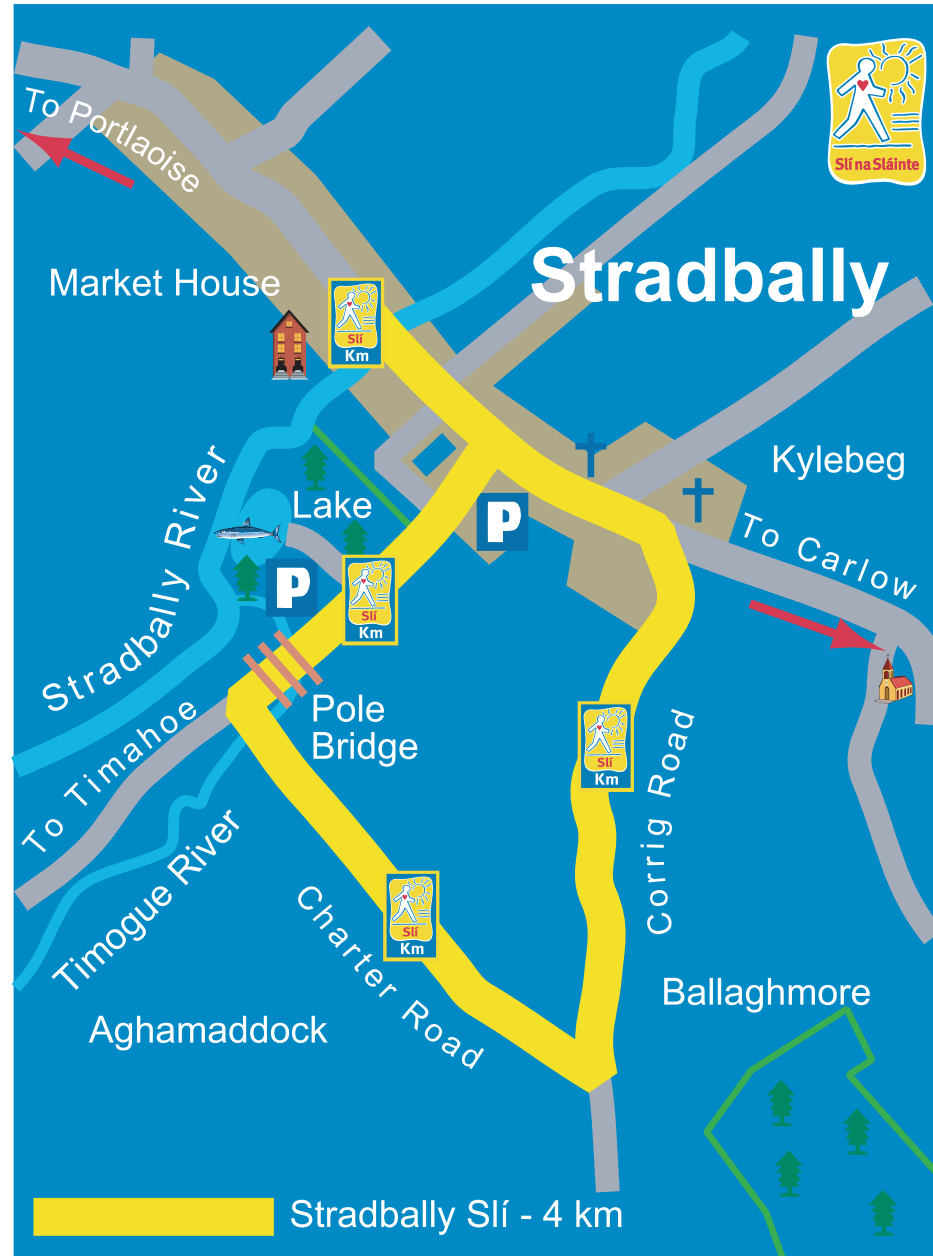 To Portlaoise
Slí na Sláinte
Stradbally
Market House
Slí
Km
Kylebeg
Stradbally River
Lake
P
To Carlow
P
Slí
Km
Pole
Bridge
To Timahoe
Slí
Km
Corrig Road
Timogue River
Slí
Km
Charter Road
Ballaghmore
Aghamaddock
Stradbally Slí - 4 km